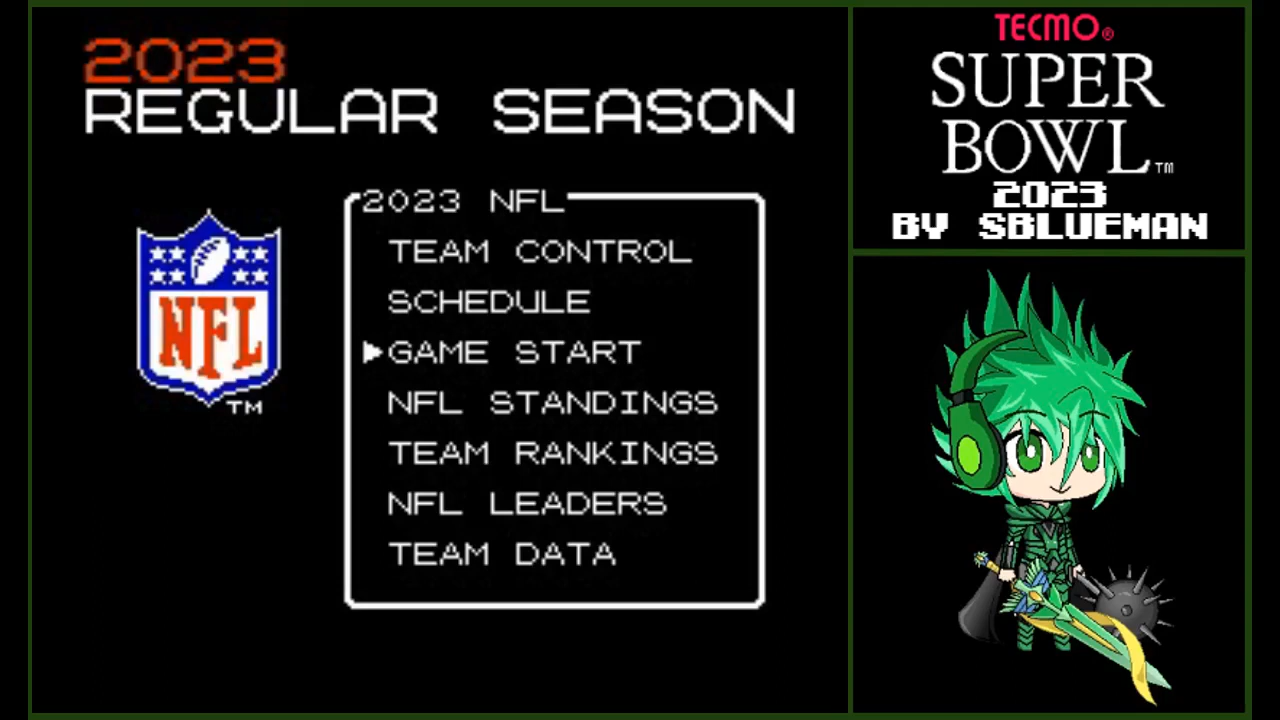 2023
REGULAR SEASON
NFL
TM
2023 NFL
TEAM CONTROL
SCHEDULE
GAME START
NFL STANDINGS
TEAM RANKINGS
NFL LEADERS
TEAM DATA
TECMO®
SUPER
BOWL™
2023
BY SBLUEMAN